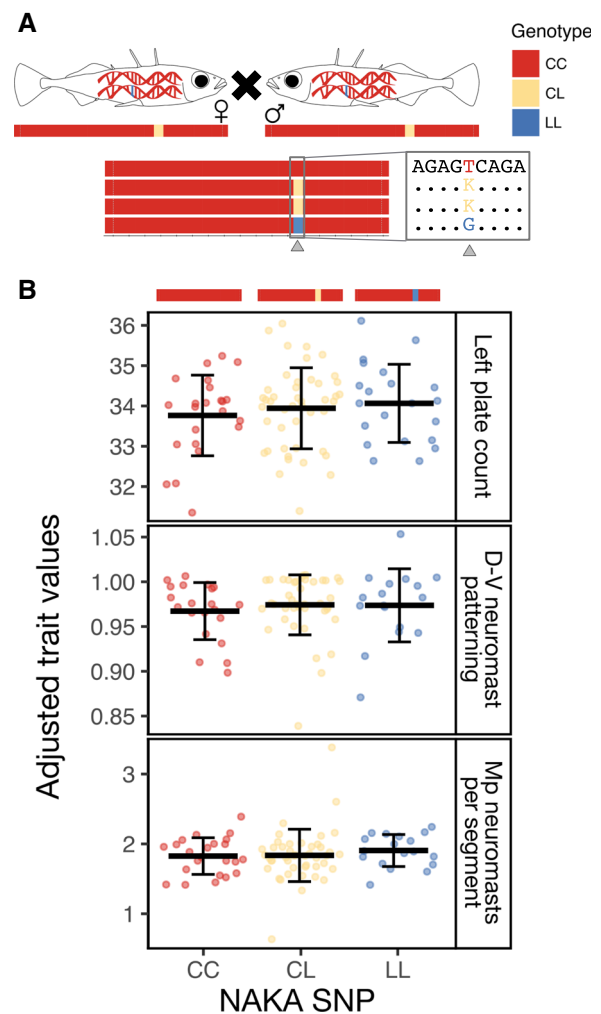 A
Genotype
CC
CL
LL
♀
♂
AGAGTCAGA
....K....
....K....
....G....
B
36
35
34
33
32
Left plate count
1.05
1.00
0.95
0.90
0.85
D-V neuromast
patterning
3
2
1
Mp neuromasts
per segment
Adjusted trait values
CC
CL
LL
NAKA SNP